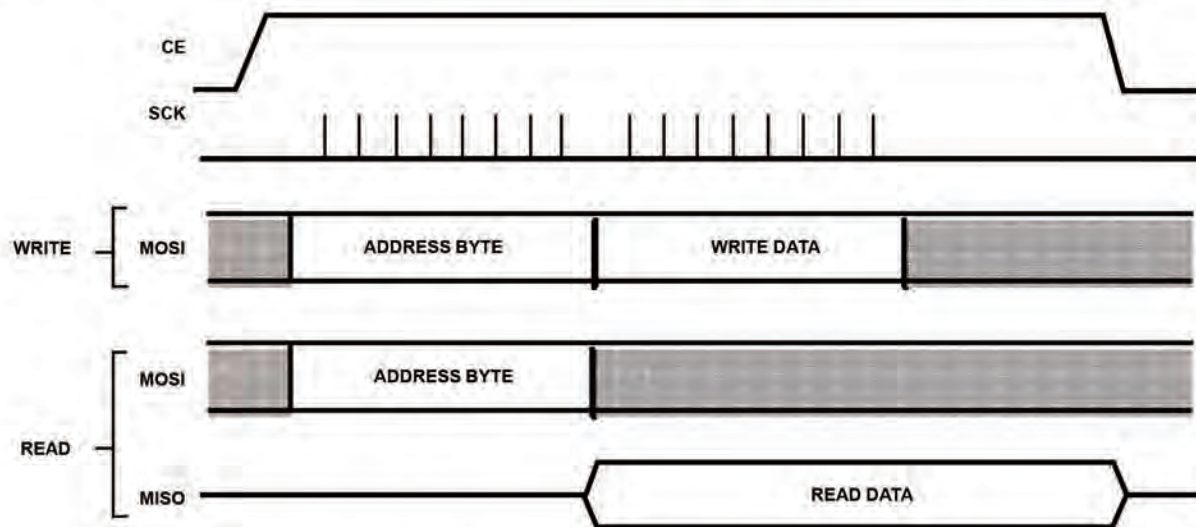 CE
SCK
WRITE
MOSI
ADDRESS BYTE
WRITE DATA
MOSI
ADDRESS BYTE
READ
MISO
READ DATA